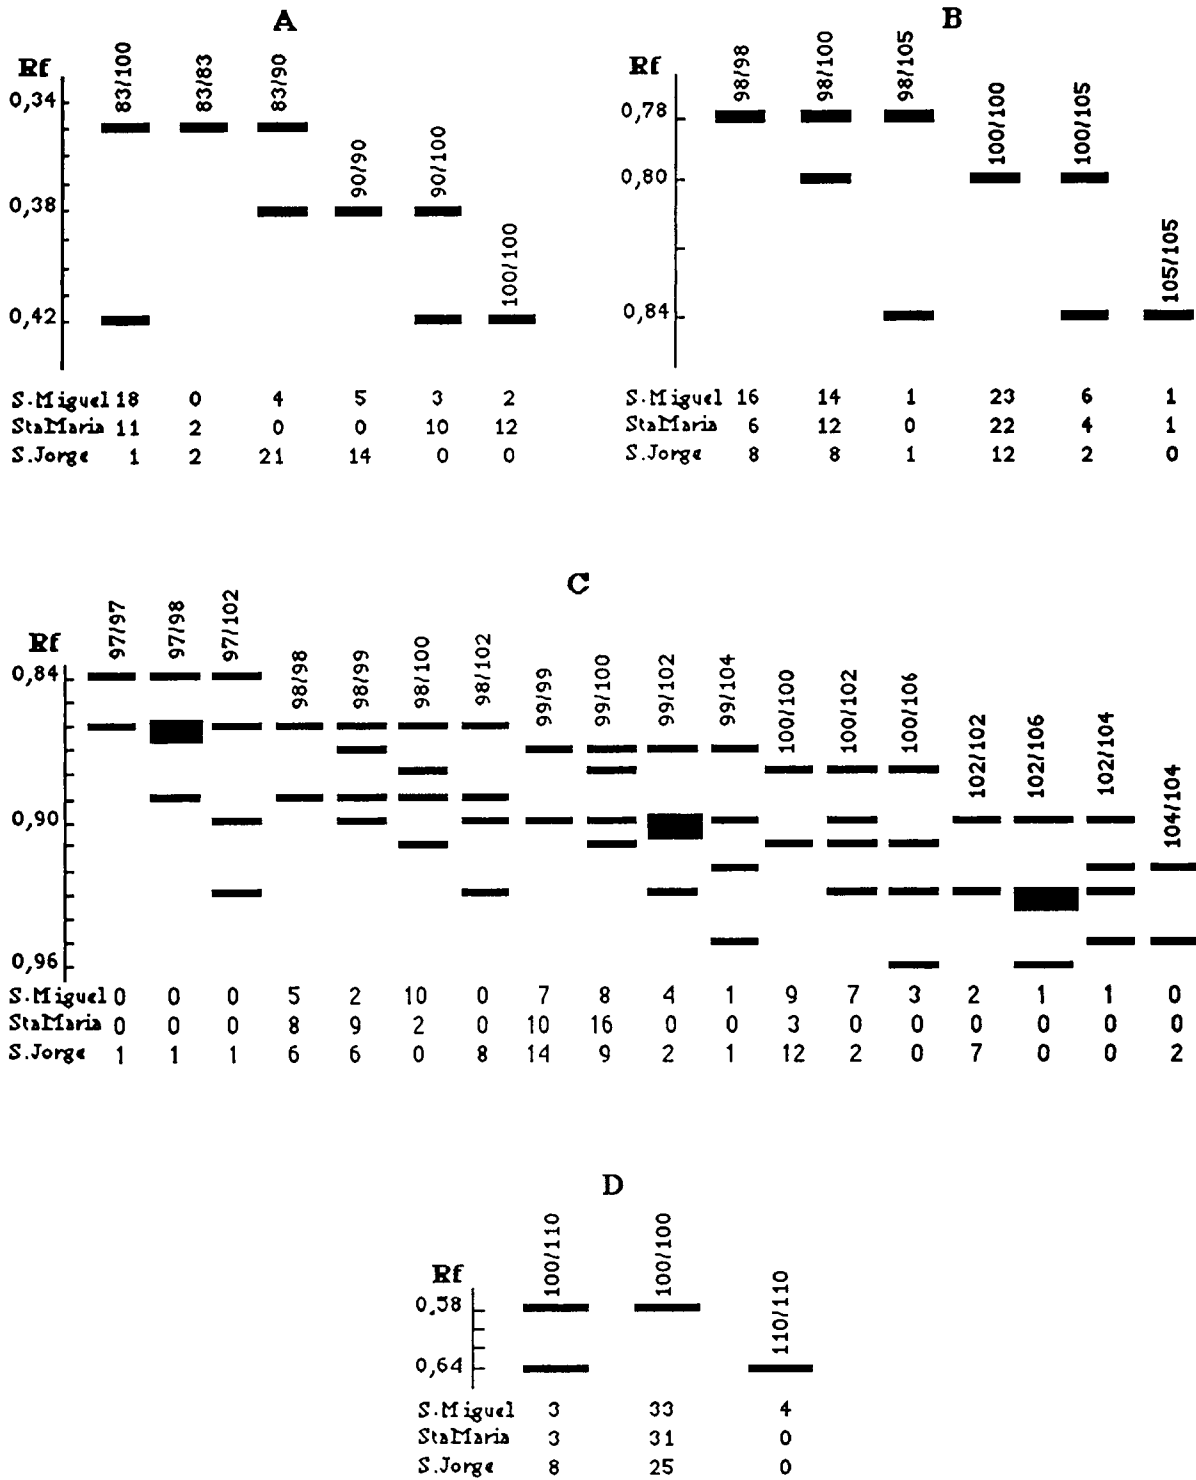 A
Rf
83/100 83/83 83/90 90/90 90/100 100/100
0,34
0,38
0,42
S.Miguel 18 0 4 5 3 2
StaMaria 11 2 0 0 10 12
S.Jorge 1 2 21 14 0 0
B
Rf
98/98 98/100 98/105 100/100 100/105 105/105
0,78
0,80
0,84
S.Miguel 16 14 1 23 6 1
StaMaria 6 12 0 22 4 1
S.Jorge 8 8 1 12 2 0
C
Rf
97/97 97/98 97/102 98/98 98/99 98/100 98/102 99/99 99/100 99/102 99/104 100/100 100/102 100/106 102/102 102/106 102/104 104/104
0,84
0,90
0,96
S.Miguel 0 0 0 5 2 10 0 7 8 4 1 9 7 3 2 1 1 0
StaMaria 0 0 0 8 9 2 0 10 16 0 0 3 0 0 0 0 0 0
S.Jorge 1 1 1 6 6 0 8 14 9 2 1 12 2 0 7 0 0 2
D
Rf
100/110 100/100 110/110
0,58
0,64
S.Miguel 3 33 4
StaMaria 3 31 0
S.Jorge 8 25 0